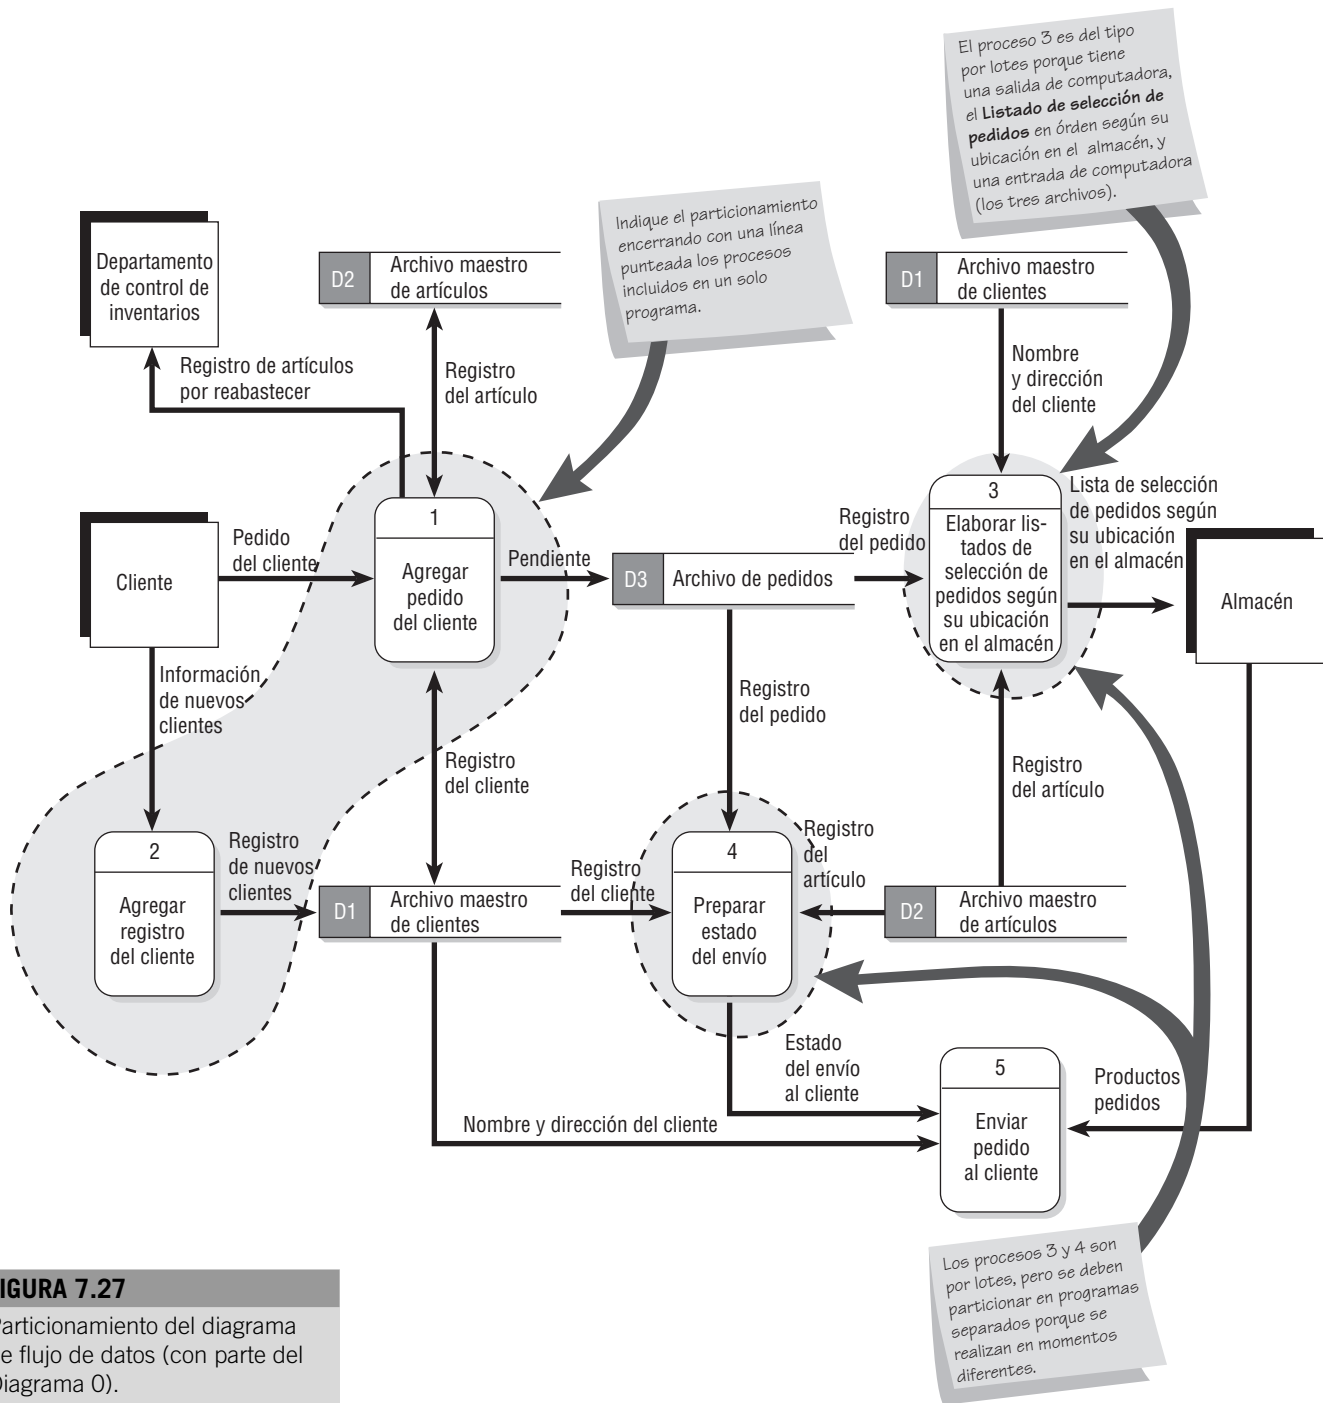 El proceso 3 es del tipo
por lotes porque tiene
una salida de computadora,
el Listado de selección de
pedidos en órden según su
ubicación en el almacén, y
una entrada de computadora
(los tres archivos).
Indique el particionamiento
encerrando con una línea
punteada los procesos
incluidos en un solo
programa.
Departamento
de control de
inventarios
D2
Archivo maestro
de artículos
D1
Archivo maestro
de clientes
Registro de artículos
por reabastecer
Registro
del artículo
Nombre
y dirección
del cliente
Cliente
Pedido
del cliente
1
Agregar
pedido
del cliente
Pendiente
D3
Archivo de pedidos
Registro
del pedido
3
Elaborar lis-
tados de
selección de
pedidos según
su ubicación
en el almacén
Lista de selección
de pedidos según
su ubicación
en el almacén
Almacén
Información
de nuevos
clientes
Registro
del cliente
Registro
del pedido
Registro
del artículo
2
Agregar
registro
del cliente
Registro
de nuevos
clientes
D1
Archivo maestro
de clientes
Registro
del cliente
4
Preparar
estado
del envío
Registro
del
artículo
D2
Archivo maestro
de artículos
Estado
del envío
al cliente
Nombre y dirección del cliente
5
Enviar
pedido
al cliente
Productos
pedidos
Los procesos 3 y 4 son
por lotes, pero se deben
particionar en programas
separados porque se
realizan en momentos
diferentes.
IGURA 7.27
Particionamiento del diagrama
e flujo de datos (con parte del
Diagrama 0).